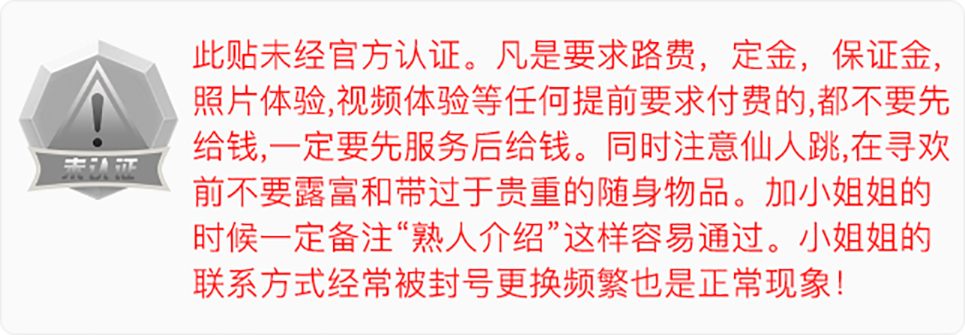 此贴未经官方认证。凡是要求路费，定金，保证金，
照片体验,视频体验等任何提前要求付费的,都不要先
给钱,一定要先服务后给钱。同时注意仙人跳,在寻欢
前不要露富和带过于贵重的随身物品。加小姐姐的
时候一定备注“熟人介绍”这样容易通过。小姐姐的
联系方式经常被封号更换频繁也是正常现象！
未认证